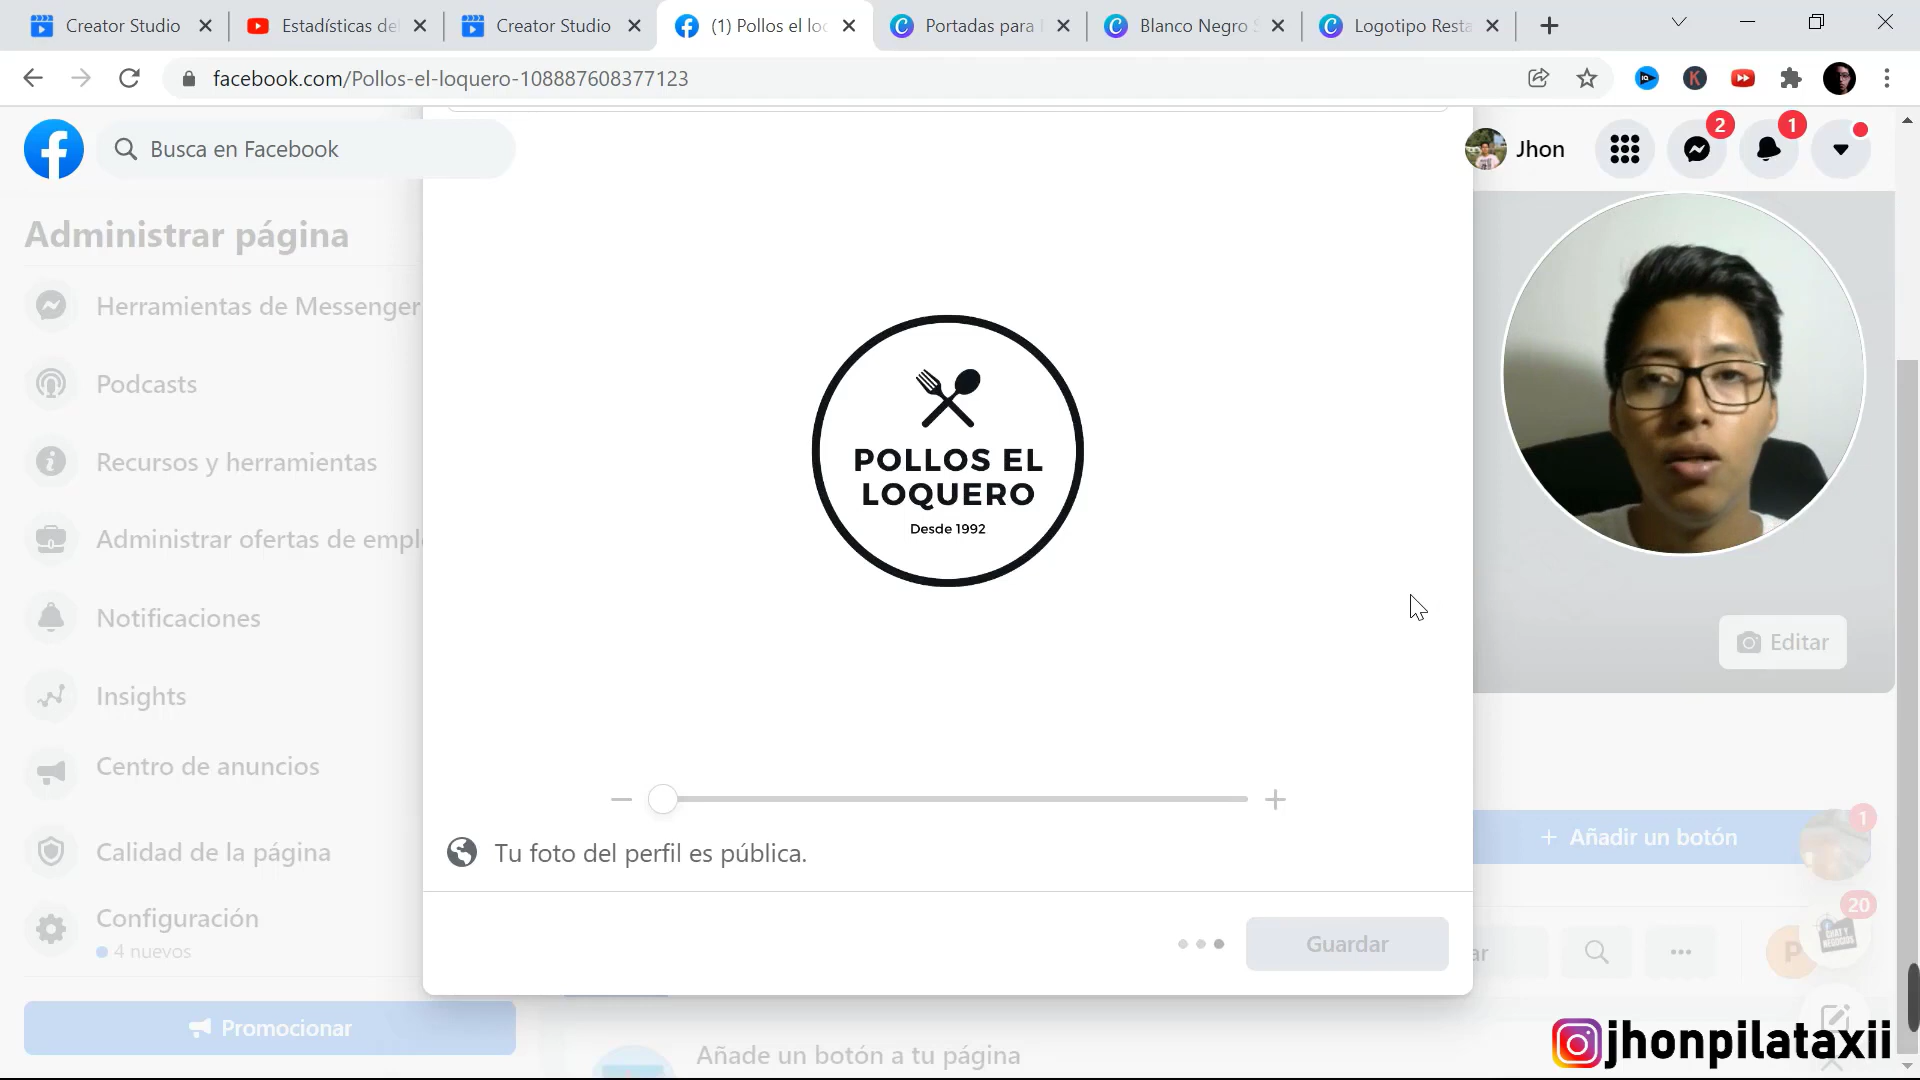 Creator Studio
Estadísticas de
Creator Studio
(1) Pollos el lo
Portadas para
Blanco Negro S
Logotipo Resta
facebook.com/Pollos-el-loquero-108887608377123
Busca en Facebook
Jhon
2
1
Administrar página
Herramientas de Messenger
Podcasts
Recursos y herramientas
Administrar ofertas de empl
Notificaciones
Insights
Centro de anuncios
Calidad de la página
Configuración
4 nuevos
Promocionar
POLLOS EL
LOQUERO
Desde 1992
Tu foto del perfil es pública.
Guardar
Editar
+ Añadir un botón
1
20
CHAT Y
NEGOCIOS
ar
P
Añade un botón a tu página
jhonpilataxii